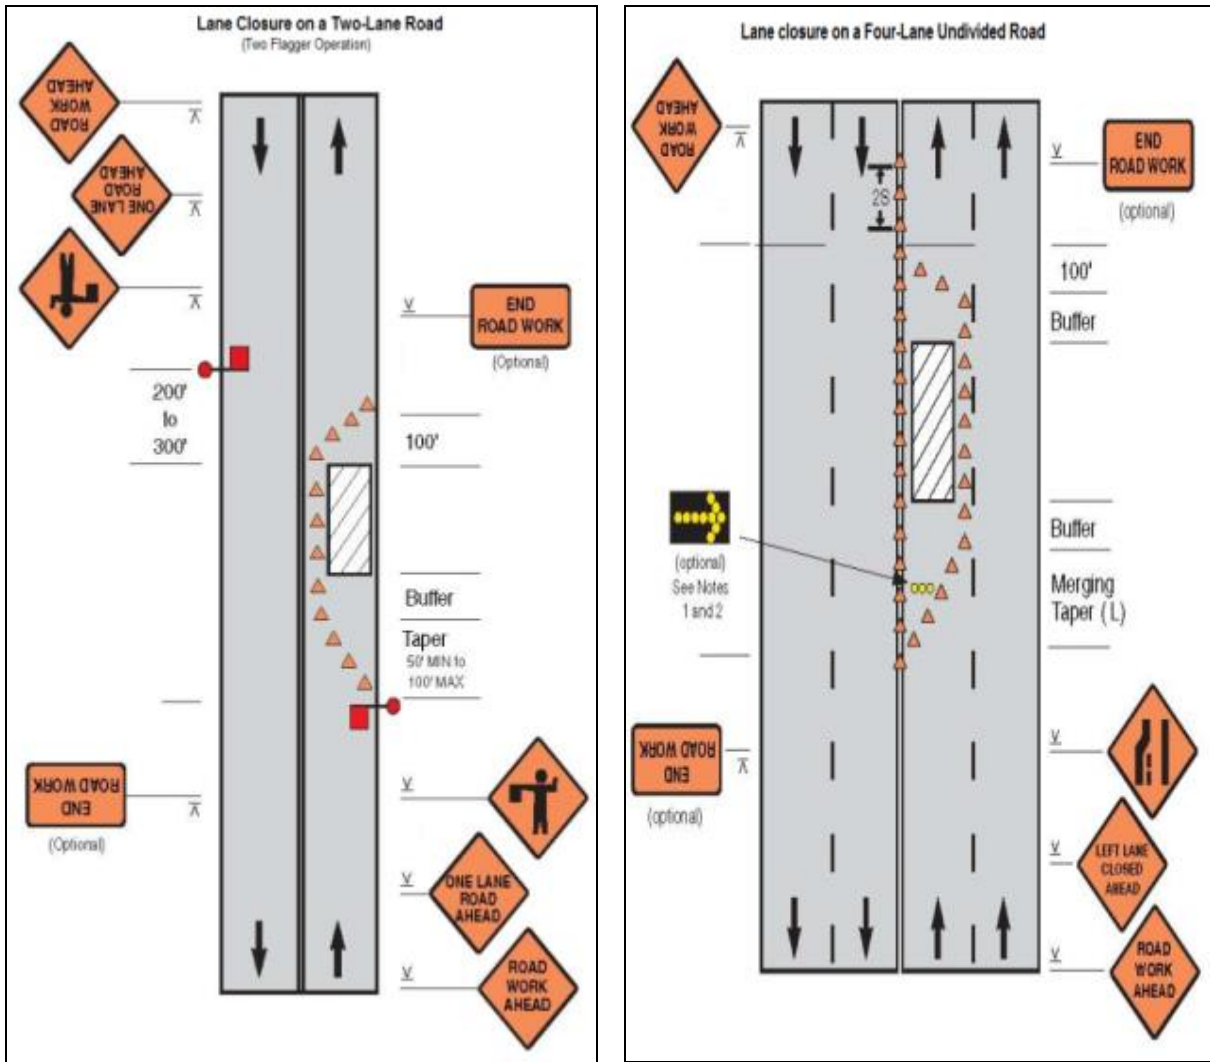 Lane Closure on a Two-Lane Road
(Two Flagger Operation)
ROAD
WORK
AHEAD
ONE LANE
ROAD
AHEAD
END
ROAD WORK
(Optional)
200'
to
300'
100'
Buffer
Taper
50' MIN to
100' MAX
END
ROAD WORK
(Optional)
ONE LANE
ROAD
AHEAD
ROAD
WORK
AHEAD
Lane closure on a Four-Lane Undivided Road
ROAD
WORK
AHEAD
END
ROAD WORK
(optional)
2S
100'
Buffer
(optional)
See Notes
1 and 2
Buffer
Merging
Taper ( L )
END
ROAD WORK
(optional)
LEFT LANE
CLOSED
AHEAD
ROAD
WORK
AHEAD